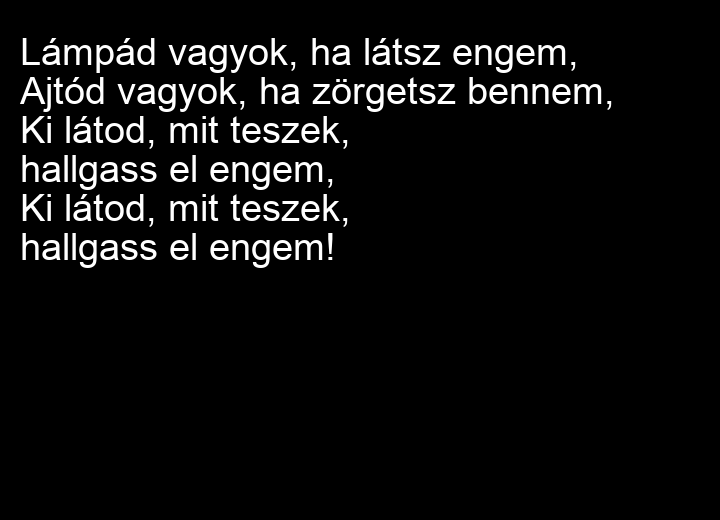 Lámpád vagyok, ha látsz engem,
Ajtód vagyok, ha zörgetsz bennem,
Ki látod, mit teszek,
hallgass el engem,
Ki látod, mit teszek,
hallgass el engem!